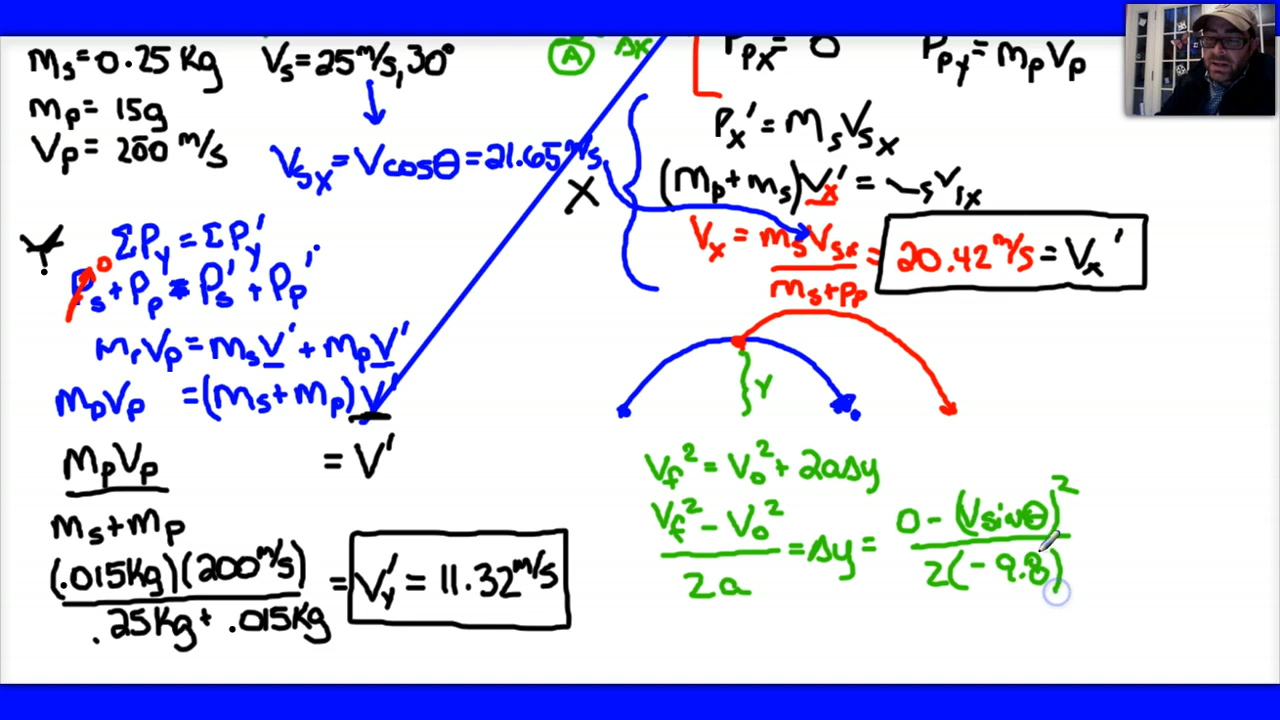 ms = 0.25 Kg
mp = 15g
Vp = 200 m/s
Vs = 25 m/s, 30°
Vsx = Vcosθ = 21.65 m/s
A Δx
Ppx = 0
Ppy = mpVp
Px' = msVsx
X (mp+ms)Vx' = msVsx
Vx = msVsx / ms+pp = 20.42 m/s = Vx'
Y
ΣPy = ΣPy'
Ps + Pp = Ps' + Pp'
0
mpVp = msV' + mpV'
mpVp = (ms+mp)V'
mpVp / ms+mp = V'
(.015Kg)(200m/s) / .25Kg + .015Kg = Vy' = 11.32 m/s
Y
Vf² = Vo² + 2aΔy
Vf² - Vo² / 2a = Δy = 0 - (Vsinθ)² / 2(-9.8)